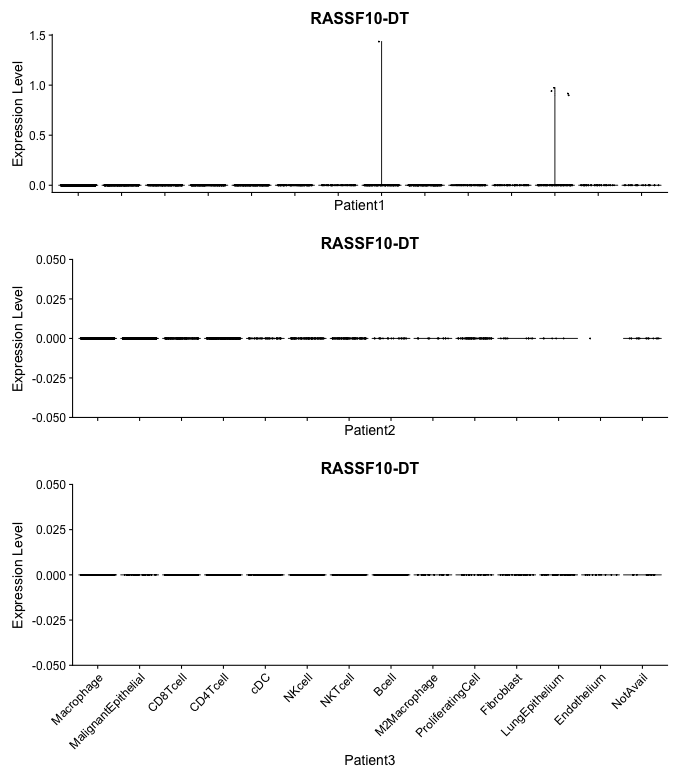 RASSF10-DT
Expression Level
1.5
1.0
0.5
0.0
Patient1
RASSF10-DT
Expression Level
0.050
0.025
0.000
-0.025
-0.050
Patient2
RASSF10-DT
Expression Level
0.050
0.025
0.000
-0.025
-0.050
Macrophage
MalignantEpithelial
CD8Tcell
CD4Tcell
cDC
NKcell
NKTcell
Bcell
M2Macrophage
ProliferatingCell
Fibroblast
LungEpithelium
Endothelium
NotAvail
Patient3